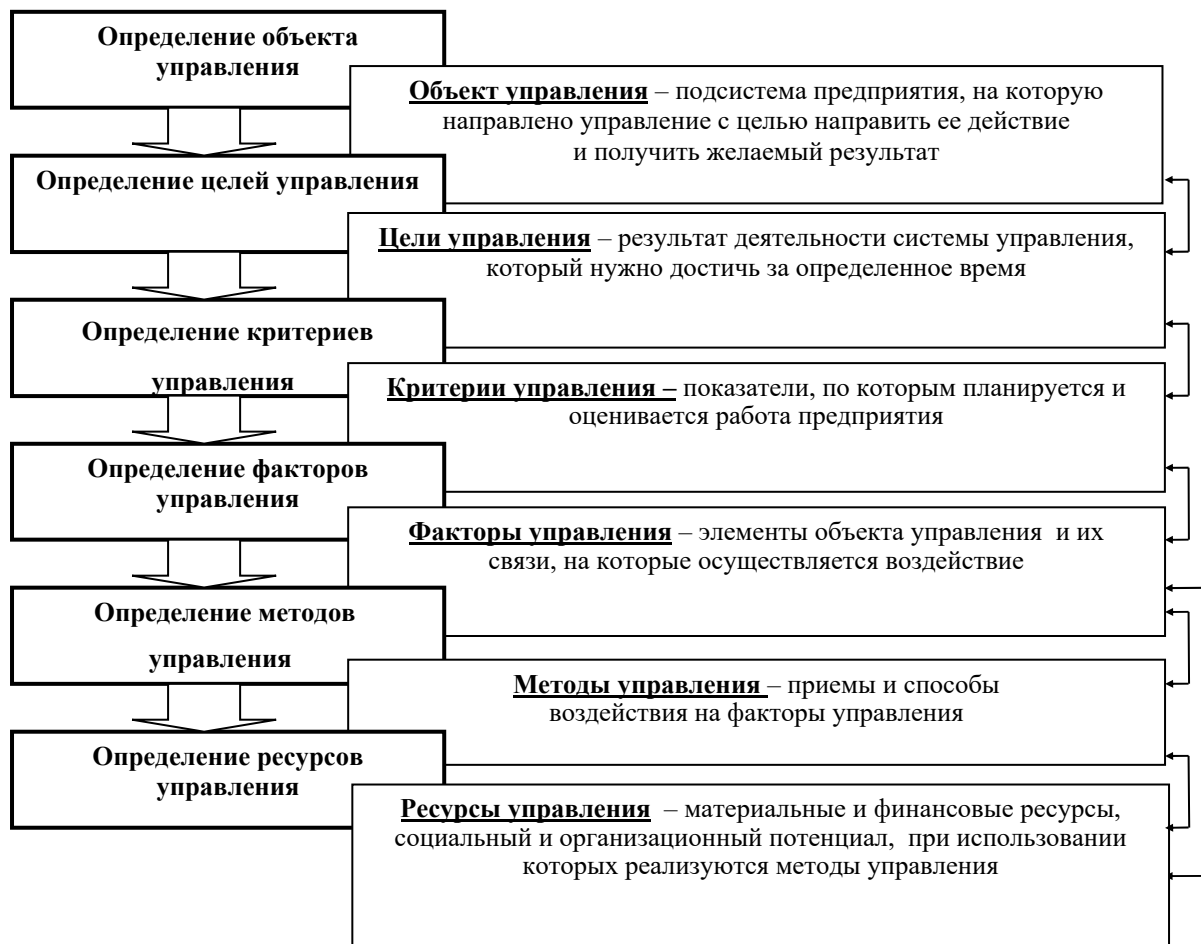 Определение объекта
управления
Объект управления – подсистема предприятия, на которую
направлено управление с целью направить ее действие
и получить желаемый результат
Определение целей управления
Цели управления – результат деятельности системы управления,
который нужно достичь за определенное время
Определение критериев
управления
Критерии управления – показатели, по которым планируется и
оценивается работа предприятия
Определение факторов
управления
Факторы управления – элементы объекта управления и их
связи, на которые осуществляется воздействие
Определение методов
управления
Методы управления – приемы и способы
воздействия на факторы управления
Определение ресурсов
управления
Ресурсы управления – материальные и финансовые ресурсы,
социальный и организационный потенциал, при использовании
которых реализуются методы управления